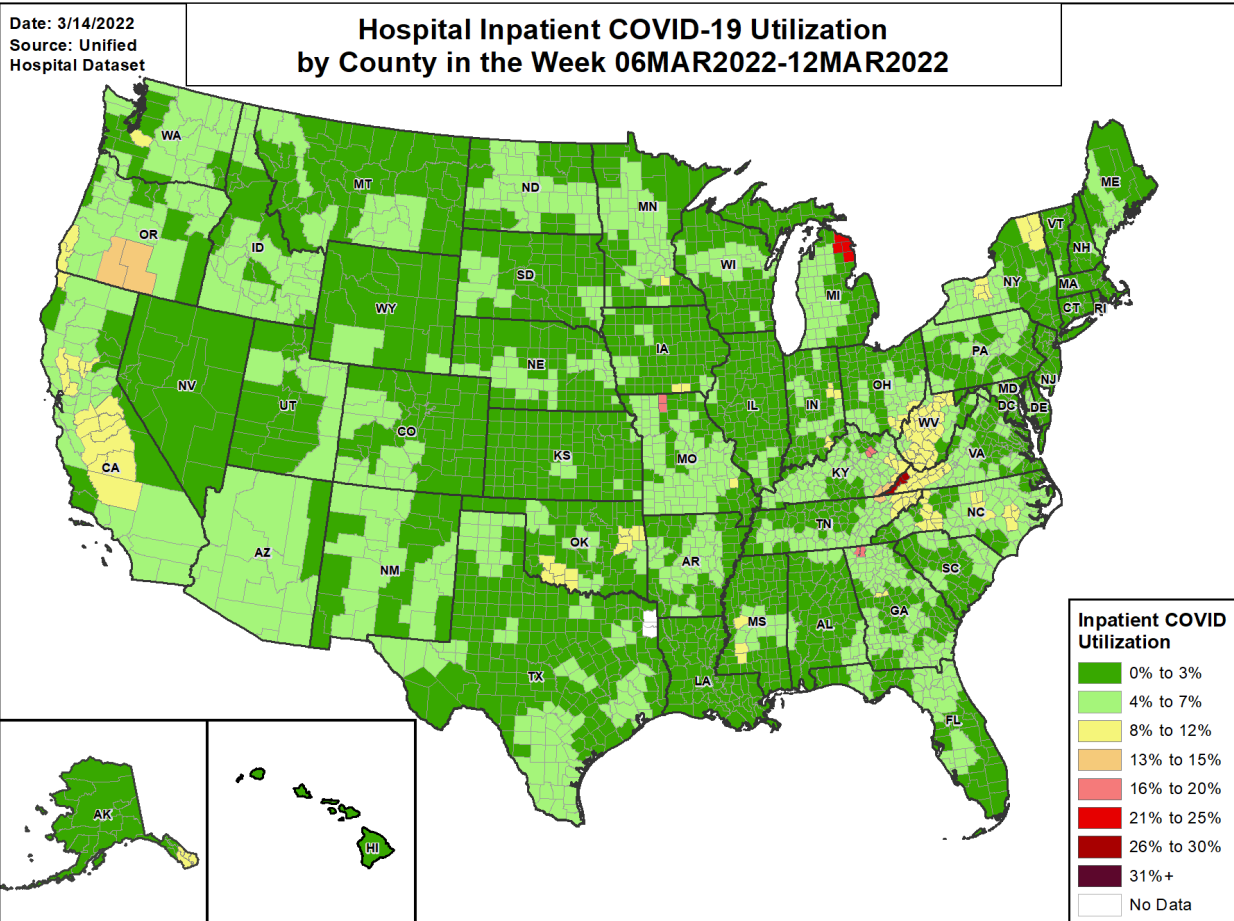 Date: 3/14/2022
Source: Unified
Hospital Dataset
Hospital Inpatient COVID-19 Utilization
by County in the Week 06MAR2022-12MAR2022
WA
MT
ND
MN
ME
OR
ID
SD
WI
MI
VT
NH
NY
MA
CT
RI
WY
IA
NE
PA
NV
UT
CO
IL
IN
OH
NJ
MD
DC
DE
WV
CA
KS
MO
KY
VA
AZ
NM
OK
AR
TN
NC
SC
TX
LA
MS
AL
GA
FL
AK
HI
Inpatient COVID
Utilization
0% to 3%
4% to 7%
8% to 12%
13% to 15%
16% to 20%
21% to 25%
26% to 30%
31%+
No Data